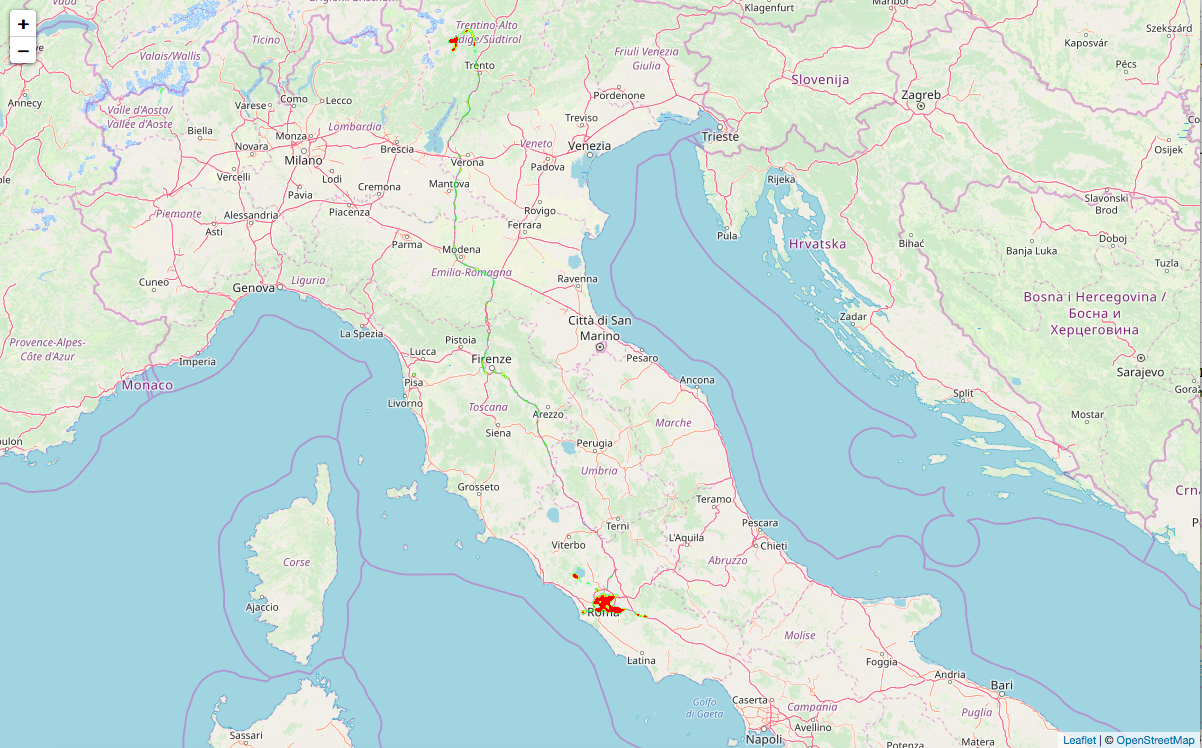 +
−
Klagenfurt
Trentino-Alto
Adige/Südtirol
Ticino
Szekszárd
Kaposvár
Valais/Wallis
Friuli Venezia
Giulia
Trento
Pécs
Slovenija
Annecy
Varese
Como
Lecco
Pordenone
Zagreb
Valle d'Aosta/
Vallée d'Aoste
Treviso
Lombardia
Biella
Monza
Trieste
Novara
Brescia
Veneto
Venezia
Osijek
Milano
Verona
Padova
Vercelli
Lodi
Rijeka
Pavia
Cremona
Mantova
Slavonski
Brod
Piemonte
Alessandria
Piacenza
Rovigo
Ferrara
Asti
Pula
Hrvatska
Bihać
Doboj
Parma
Modena
Banja Luka
Tuzla
Emilia-Romagna
Cuneo
Liguria
Ravenna
Genova
Bosna i Hercegovina /
Босна и
Херцеговина
Città di San
Marino
Zadar
La Spezia
Provence-Alpes-
Côte d'Azur
Pistoia
Lucca
Firenze
Imperia
Pesaro
Sarajevo
Monaco
Pisa
Ancona
Goraž
Livorno
Split
Toscana
Arezzo
Mostar
Siena
Marche
Perugia
Umbria
Grosseto
Crna
Teramo
Terni
Pescara
L'Aquila
Viterbo
Chieti
Corse
Abruzzo
Ajaccio
Roma
Molise
Latina
Foggia
Andria
Bari
Caserta
Golfo
di Gaeta
Campania
Puglia
Avellino
Sassari
Napoli
Potenza
Matera
Leaflet | © OpenStreetMap